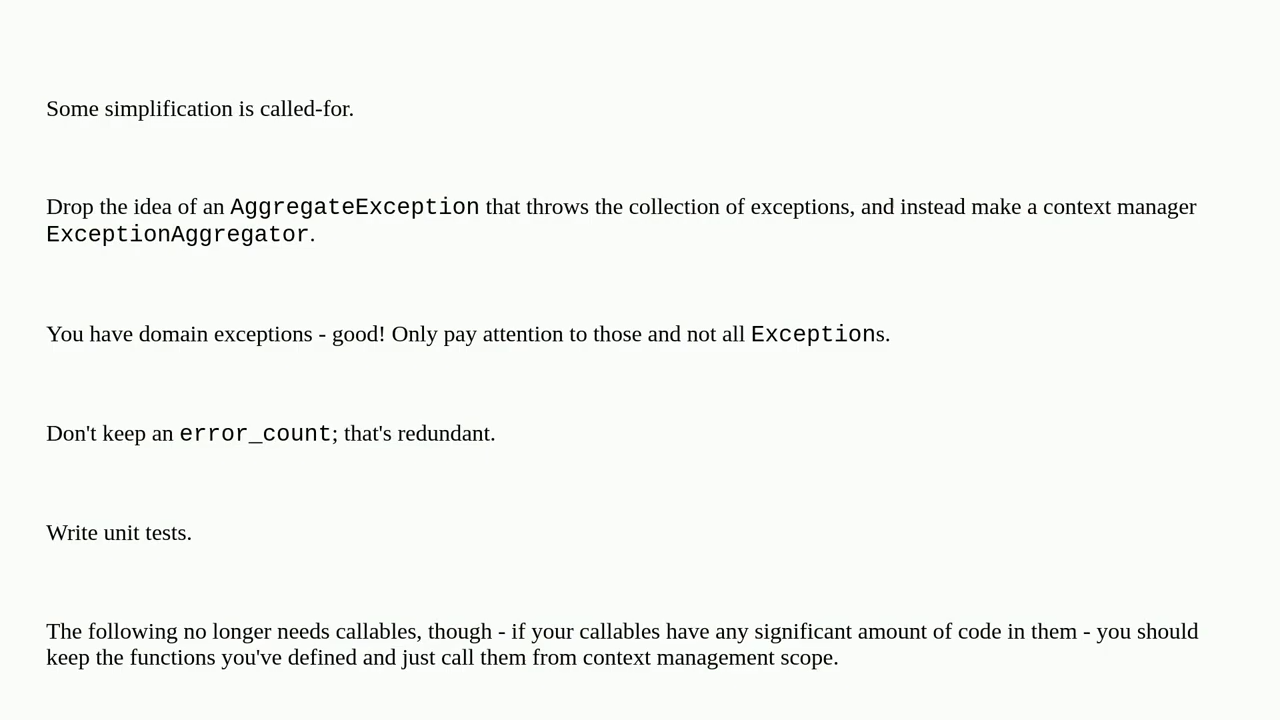 Some simplification is called-for.
Drop the idea of an AggregateException that throws the collection of exceptions, and instead make a context manager
ExceptionAggregator.
You have domain exceptions - good! Only pay attention to those and not all Exceptions.
Don't keep an error_count; that's redundant.
Write unit tests.
The following no longer needs callables, though - if your callables have any significant amount of code in them - you should
keep the functions you've defined and just call them from context management scope.